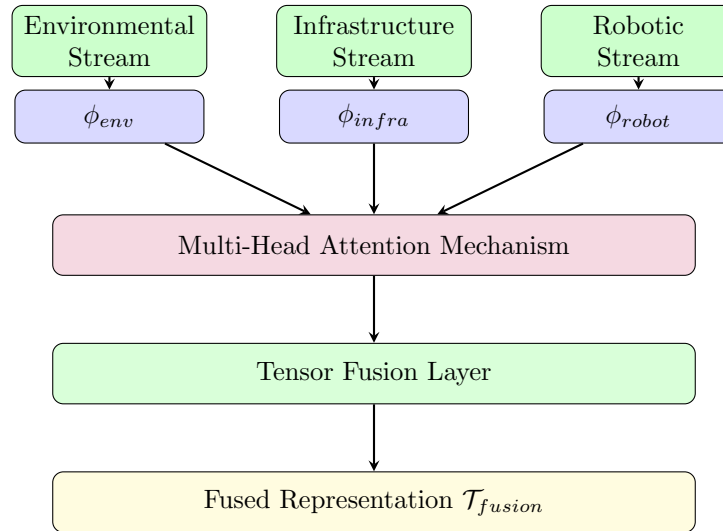 Environmental
Stream
Infrastructure
Stream
Robotic
Stream
ϕ_env
ϕ_infra
ϕ_robot
Multi-Head Attention Mechanism
Tensor Fusion Layer
Fused Representation 𝒯_fusion